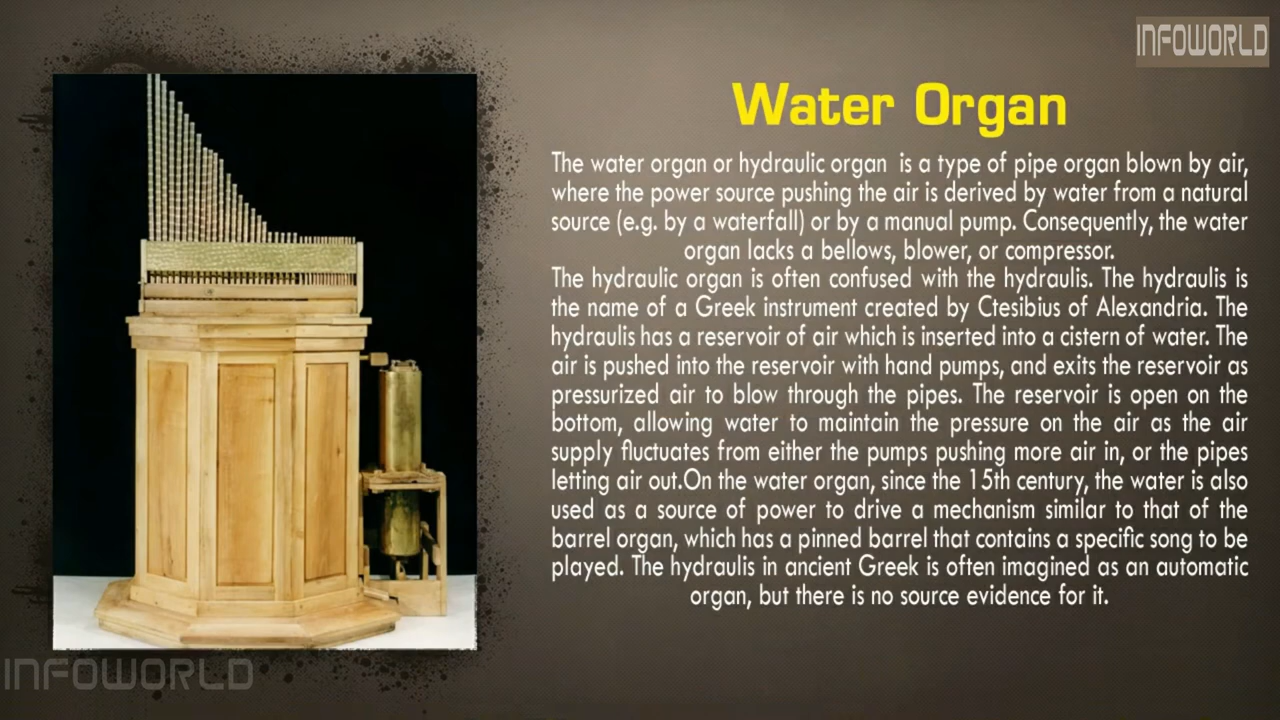 INFOWORLD
Water Organ
The water organ or hydraulic organ is a type of pipe organ blown by air,
where the power source pushing the air is derived by water from a natural
source (e.g. by a waterfall) or by a manual pump. Consequently, the water
organ lacks a bellows, blower, or compressor.
The hydraulic organ is often confused with the hydraulis. The hydraulis is
the name of a Greek instrument created by Ctesibius of Alexandria. The
hydraulis has a reservoir of air which is inserted into a cistern of water. The
air is pushed into the reservoir with hand pumps, and exits the reservoir as
pressurized air to blow through the pipes. The reservoir is open on the
bottom, allowing water to maintain the pressure on the air as the air
supply fluctuates from either the pumps pushing more air in, or the pipes
letting air out.On the water organ, since the 15th century, the water is also
used as a source of power to drive a mechanism similar to that of the
barrel organ, which has a pinned barrel that contains a specific song to be
played. The hydraulis in ancient Greek is often imagined as an automatic
organ, but there is no source evidence for it.
INFOWORLD